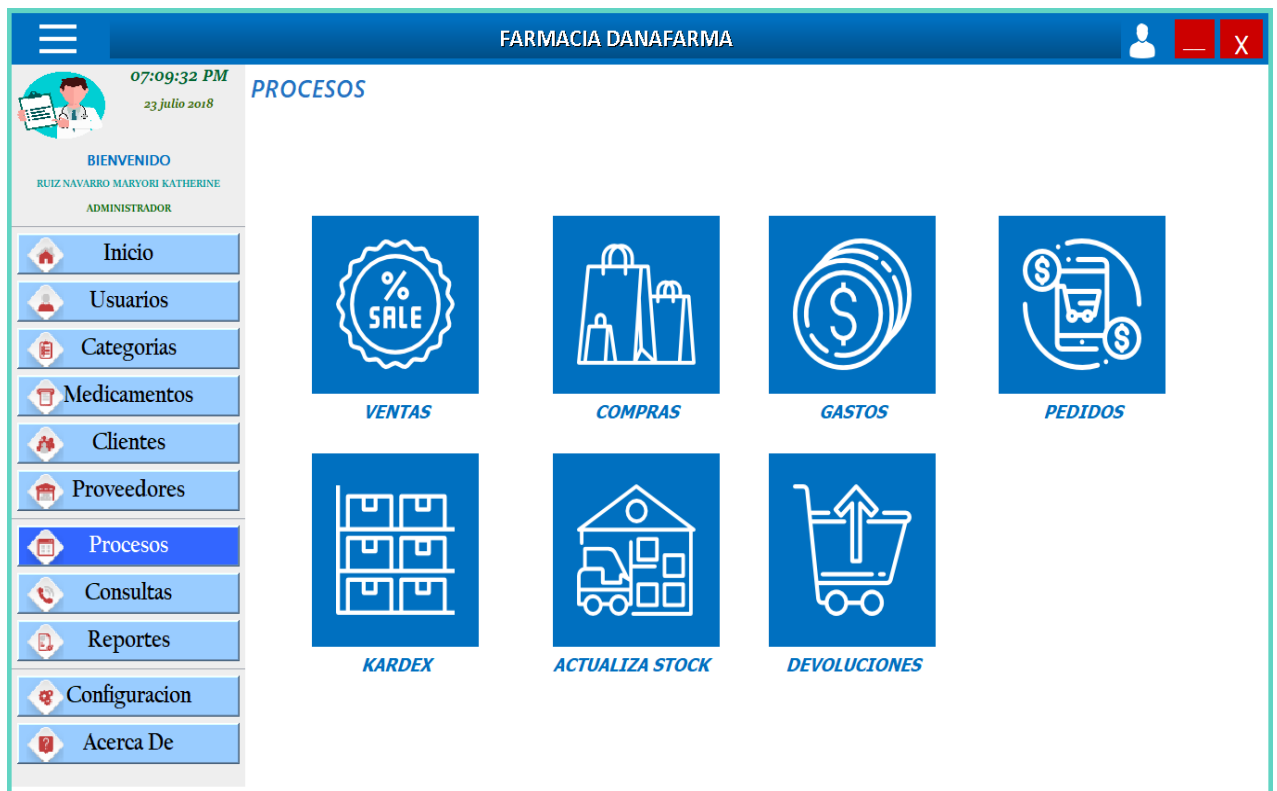 FARMACIA DANAFARMA
X
07:09:32 PM
23 julio 2018
BIENVENIDO
RUIZ NAVARRO MARYORI KATHERINE
ADMINISTRADOR
Inicio
Usuarios
Categorias
Medicamentos
Clientes
Proveedores
Procesos
Consultas
Reportes
Configuracion
Acerca De
PROCESOS
%
SALE
$
$
$
VENTAS
COMPRAS
GASTOS
PEDIDOS
KARDEX
ACTUALIZA STOCK
DEVOLUCIONES